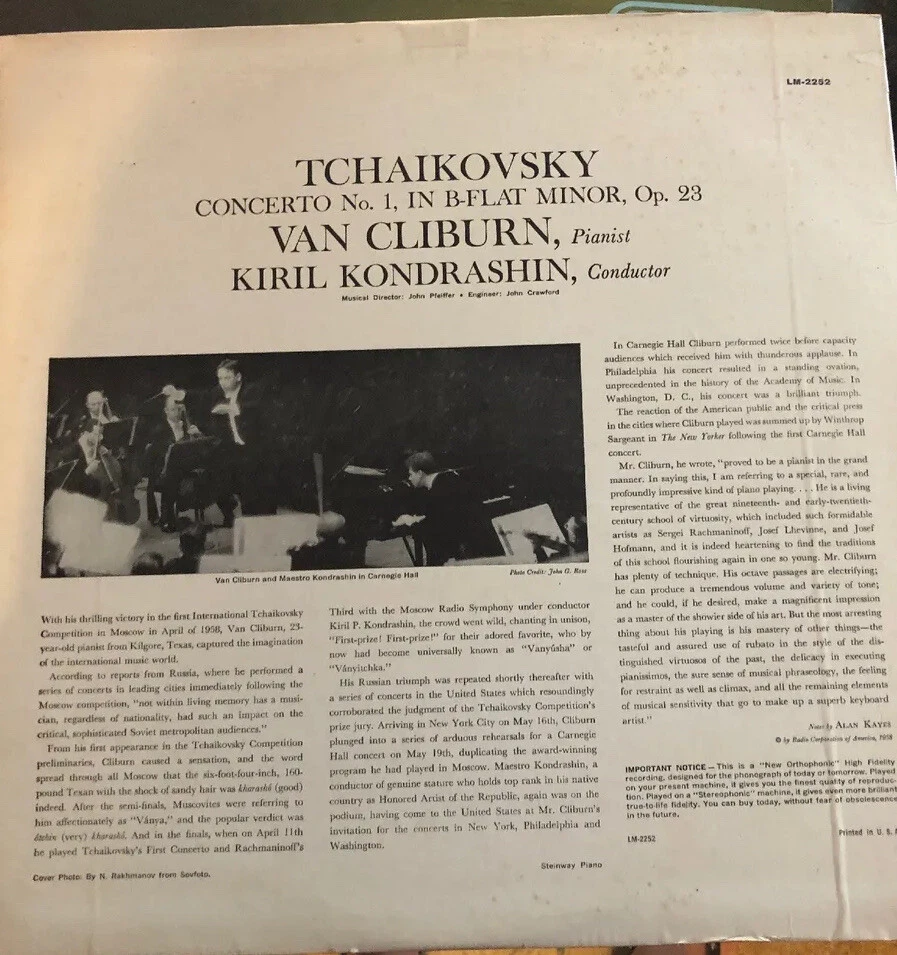 LM-2252
TCHAIKOVSKY
CONCERTO No. 1, IN B-FLAT MINOR, Op. 23
VAN CLIBURN, Pianist
KIRIL KONDRASHIN, Conductor
Musical Director: John Pfeiffer • Engineer: John Crawford
Van Cliburn and Maestro Kondrashin in Carnegie Hall
Photo Credit: John G. Ross
With his thrilling victory in the first International Tchaikovsky
Competition in Moscow in April of 1958, Van Cliburn, 23-
year-old pianist from Kilgore, Texas, captured the imagination
of the international music world.
According to reports from Russia, where he performed a
series of concerts in leading cities immediately following the
Moscow competition, "not within living memory has a musi-
cian, regardless of nationality, had such an impact on the
critical, sophisticated Soviet metropolitan audiences."
From his first appearance in the Tchaikovsky Competition
preliminaries, Cliburn caused a sensation, and the word
spread through all Moscow that the six-foot-four-inch, 160-
pound Texan with the shock of sandy hair was kharashó (good)
indeed. After the semi-finals, Muscovites were referring to
him affectionately as "Ványa," and the popular verdict was
(very) kharashó. And in the finals, when on April 11th
he played Tchaikovsky's First Concerto and Rachmaninoff's
Cover Photo: By N. Rakhmanov from Sovfoto.
Third with the Moscow Radio Symphony under conductor
Kiril P. Kondrashin, the crowd went wild, chanting in unison,
"First-prize! First-prize!" for their adored favorite, who by
now had become universally known as "Vanyúsha" or
"Ványitchka."
His Russian triumph was repeated shortly thereafter with
a series of concerts in the United States which resoundingly
corroborated the judgment of the Tchaikovsky Competition's
prize jury. Arriving in New York City on May 16th, Cliburn
plunged into a series of arduous rehearsals for a Carnegie
Hall concert on May 19th, duplicating the award-winning
program he had played in Moscow. Maestro Kondrashin, a
conductor of genuine stature who holds top rank in his native
country as Honored Artist of the Republic, again was on the
podium, having come to the United States at Mr. Cliburn's
invitation for the concerts in New York, Philadelphia and
Washington.
Steinway Piano
In Carnegie Hall Cliburn performed twice before capacity
audiences which received him with thunderous applause. In
Philadelphia his concert resulted in a standing ovation,
unprecedented in the history of the Academy of Music. In
Washington, D. C., his concert was a brilliant triumph.
The reaction of the American public and the critical press
in the cities where Cliburn played was summed up by Winthrop
Sargeant in The New Yorker following the first Carnegie Hall
concert.
Mr. Cliburn, he wrote, "proved to be a pianist in the grand
manner. In saying this, I am referring to a special, rare, and
profoundly impressive kind of piano playing. . . . He is a living
representative of the great nineteenth- and early-twentieth-
century school of virtuosity, which included such formidable
artists as Sergei Rachmaninoff, Josef Lhevinne, and Josef
Hofmann, and it is indeed heartening to find the traditions
of this school flourishing again in one so young. Mr. Cliburn
has plenty of technique. His octave passages are electrifying;
he can produce a tremendous volume and variety of tone;
and he could, if he desired, make a magnificent impression
as a master of the showier side of his art. But the most arresting
thing about his playing is his mastery of other things—the
tasteful and assured use of rubato in the style of the dis-
tinguished virtuosos of the past, the delicacy in executing
pianissimos, the sure sense of musical phraseology, the feeling
for restraint as well as climax, and all the remaining elements
of musical sensitivity that go to make up a superb keyboard
artist."
Notes by ALAN KAYES
© by Radio Corporation of America, 1958
IMPORTANT NOTICE—This is a "New Orthophonic" High Fidelity
recording, designed for the phonograph of today or tomorrow. Played
on your present machine, it gives you the finest quality of reproduc-
tion. Played on a "Stereophonic" machine, it gives even more brilliant
true-to-life fidelity. You can buy today, without fear of obsolescence
in the future.
LM-2252
Printed in U. S. A